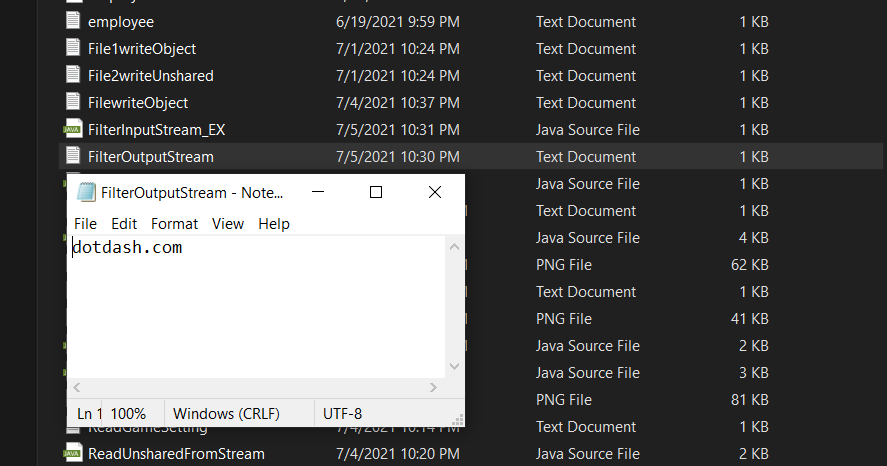 employee 6/19/2021 9:59 PM Text Document 1 KB
File1writeObject 7/1/2021 10:24 PM Text Document 1 KB
File2writeUnshared 7/1/2021 10:24 PM Text Document 1 KB
FilewriteObject 7/4/2021 10:37 PM Text Document 1 KB
FilterInputStream_EX 7/5/2021 10:31 PM Java Source File 1 KB
FilterOutputStream 7/5/2021 10:30 PM Text Document 1 KB
Java Source File 1 KB
Text Document 1 KB
Java Source File 4 KB
PNG File 62 KB
Text Document 1 KB
PNG File 41 KB
Java Source File 2 KB
Java Source File 3 KB
PNG File 81 KB
ReadGameSetting 7/4/2021 10:14 PM Text Document 1 KB
ReadUnsharedFromStream 7/4/2021 10:20 PM Java Source File 2 KB
FilterOutputStream - Note...
File Edit Format View Help
dotdash.com
Ln 1 100% Windows (CRLF) UTF-8